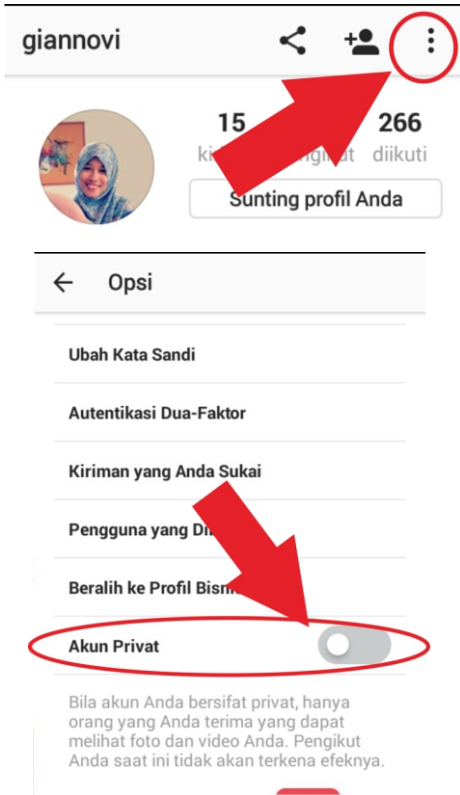 giannovi
15 266
diikuti
Sunting profil Anda
Opsi
Ubah Kata Sandi
Autentikasi Dua-Faktor
Kiriman yang Anda Sukai
Pengguna yang
Beralih ke Profil
Akun Privat
Bila akun Anda bersifat privat, hanya
orang yang Anda terima yang dapat
melihat foto dan video Anda. Pengikut
Anda saat ini tidak akan terkena efeknya.